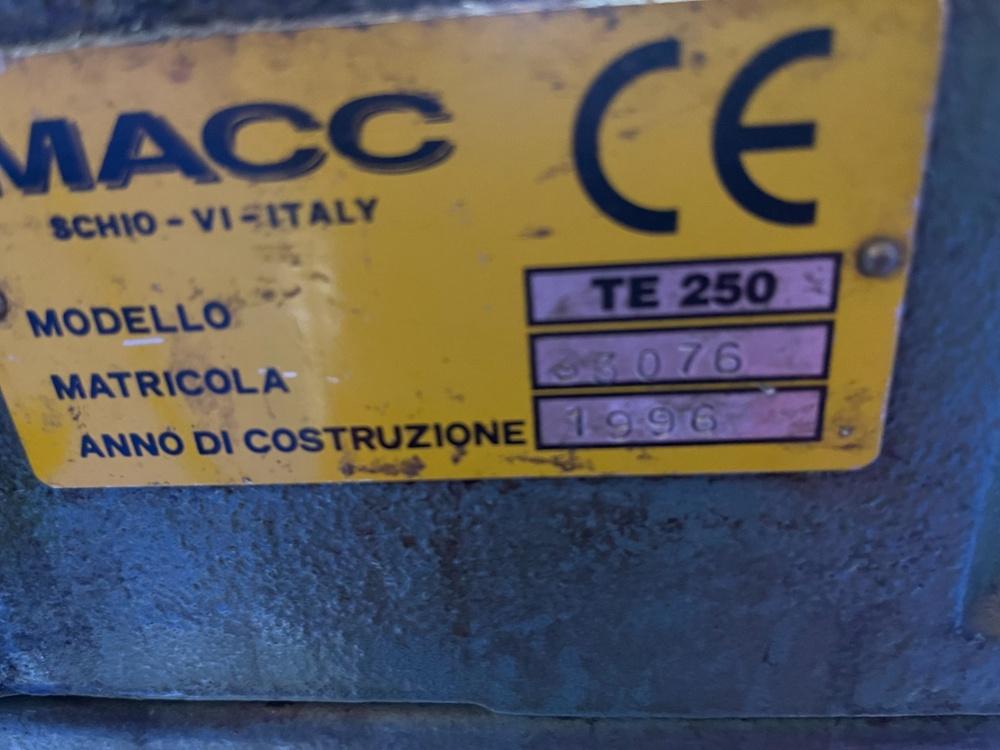 MACC
CE
SCHIO - VI - ITALY
MODELLO TE 250
MATRICOLA
ANNO DI COSTRUZIONE 1996